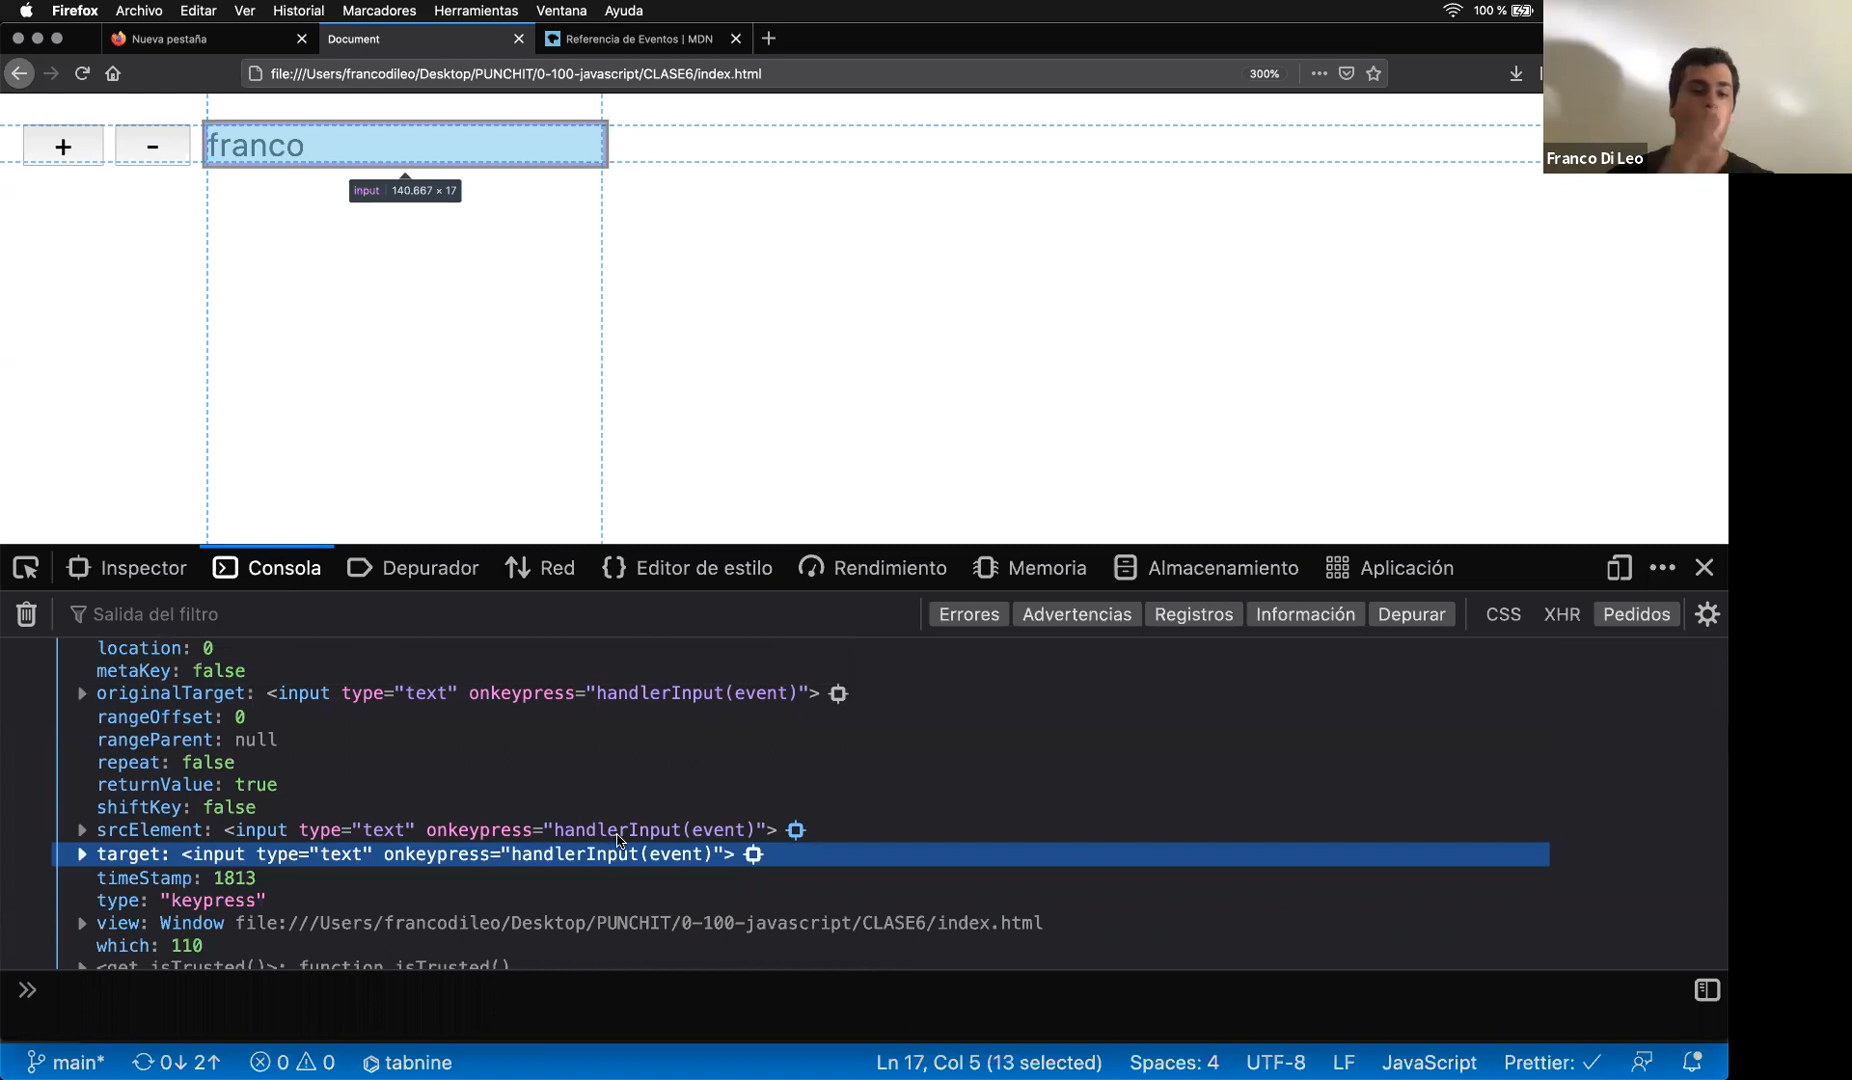 Firefox Archivo Editar Ver Historial Marcadores Herramientas Ventana Ayuda 100 %
Nueva pestaña Document Referencia de Eventos | MDN
file:///Users/francodileo/Desktop/PUNCHIT/0-100-javascript/CLASE6/index.html 300%
Franco Di Leo
+ - franco
input 140.667 × 17
Inspector Consola Depurador Red Editor de estilo Rendimiento Memoria Almacenamiento Aplicación
Salida del filtro Errores Advertencias Registros Información Depurar CSS XHR Pedidos
location: 0
metaKey: false
originalTarget: <input type="text" onkeypress="handlerInput(event)">
rangeOffset: 0
rangeParent: null
repeat: false
returnValue: true
shiftKey: false
srcElement: <input type="text" onkeypress="handlerInput(event)">
target: <input type="text" onkeypress="handlerInput(event)">
timeStamp: 1813
type: "keypress"
view: Window file:///Users/francodileo/Desktop/PUNCHIT/0-100-javascript/CLASE6/index.html
which: 110
<get isTrusted()>: function isTrusted()
main* 0↓ 2↑ 0 0 tabnine Ln 17, Col 5 (13 selected) Spaces: 4 UTF-8 LF JavaScript Prettier: ✓